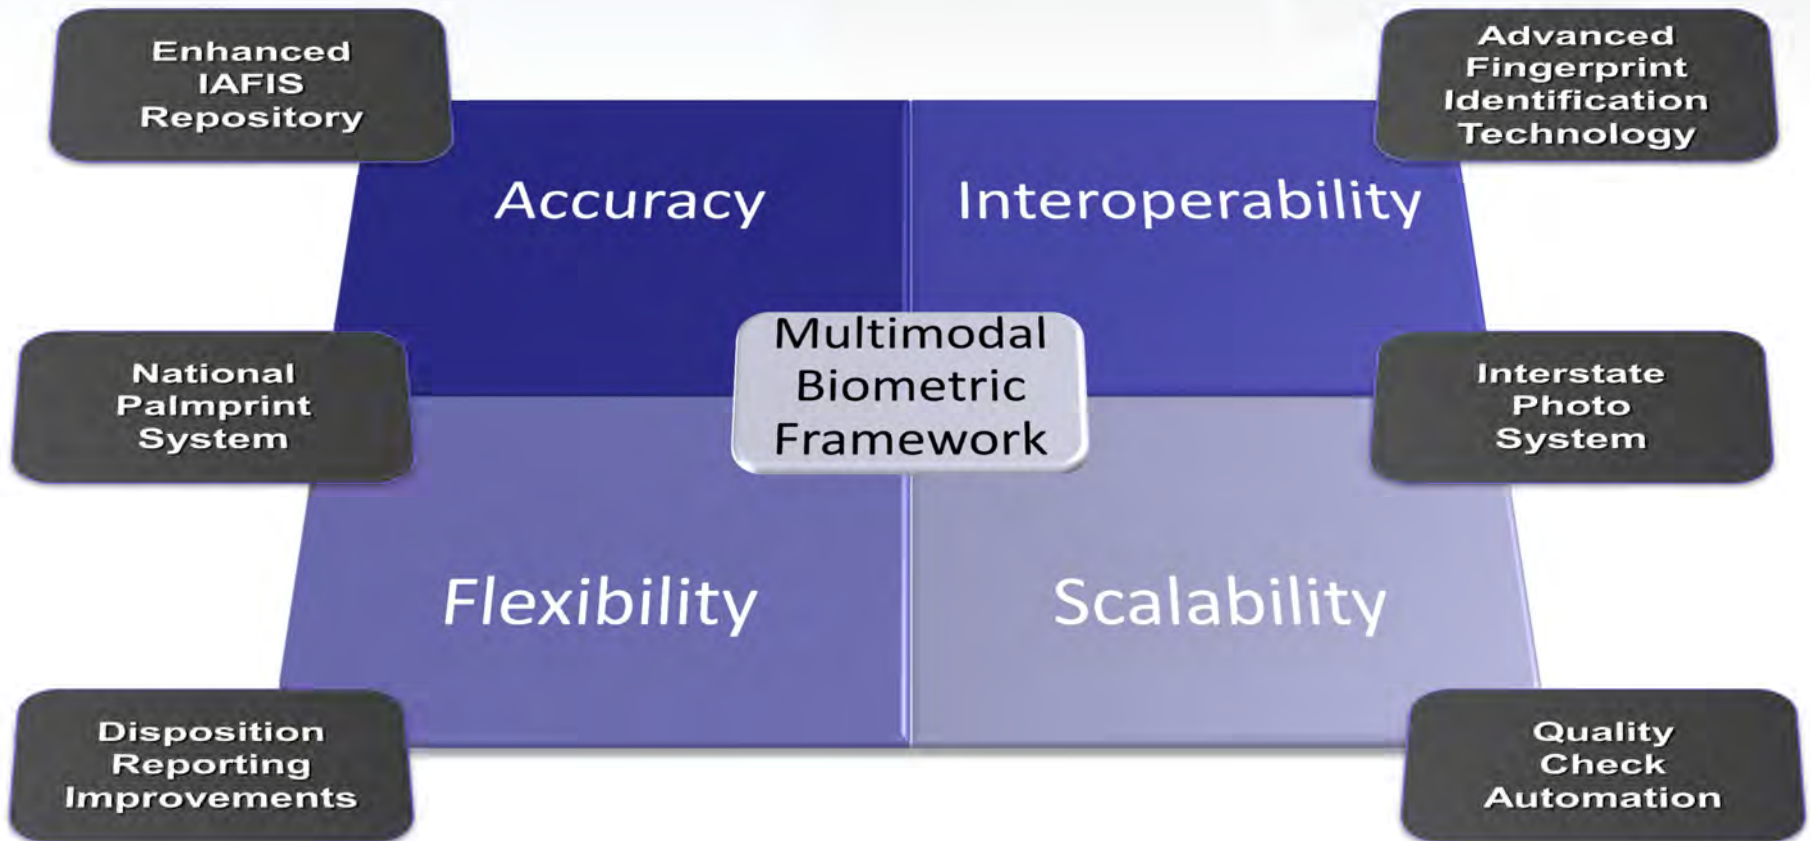 Enhanced
IAFIS
Repository
Advanced
Fingerprint
Identification
Technology
Accuracy
Interoperability
Multimodal
Biometric
Framework
National
Palmprint
System
Interstate
Photo
System
Flexibility
Scalability
Disposition
Reporting
Improvements
Quality
Check
Automation